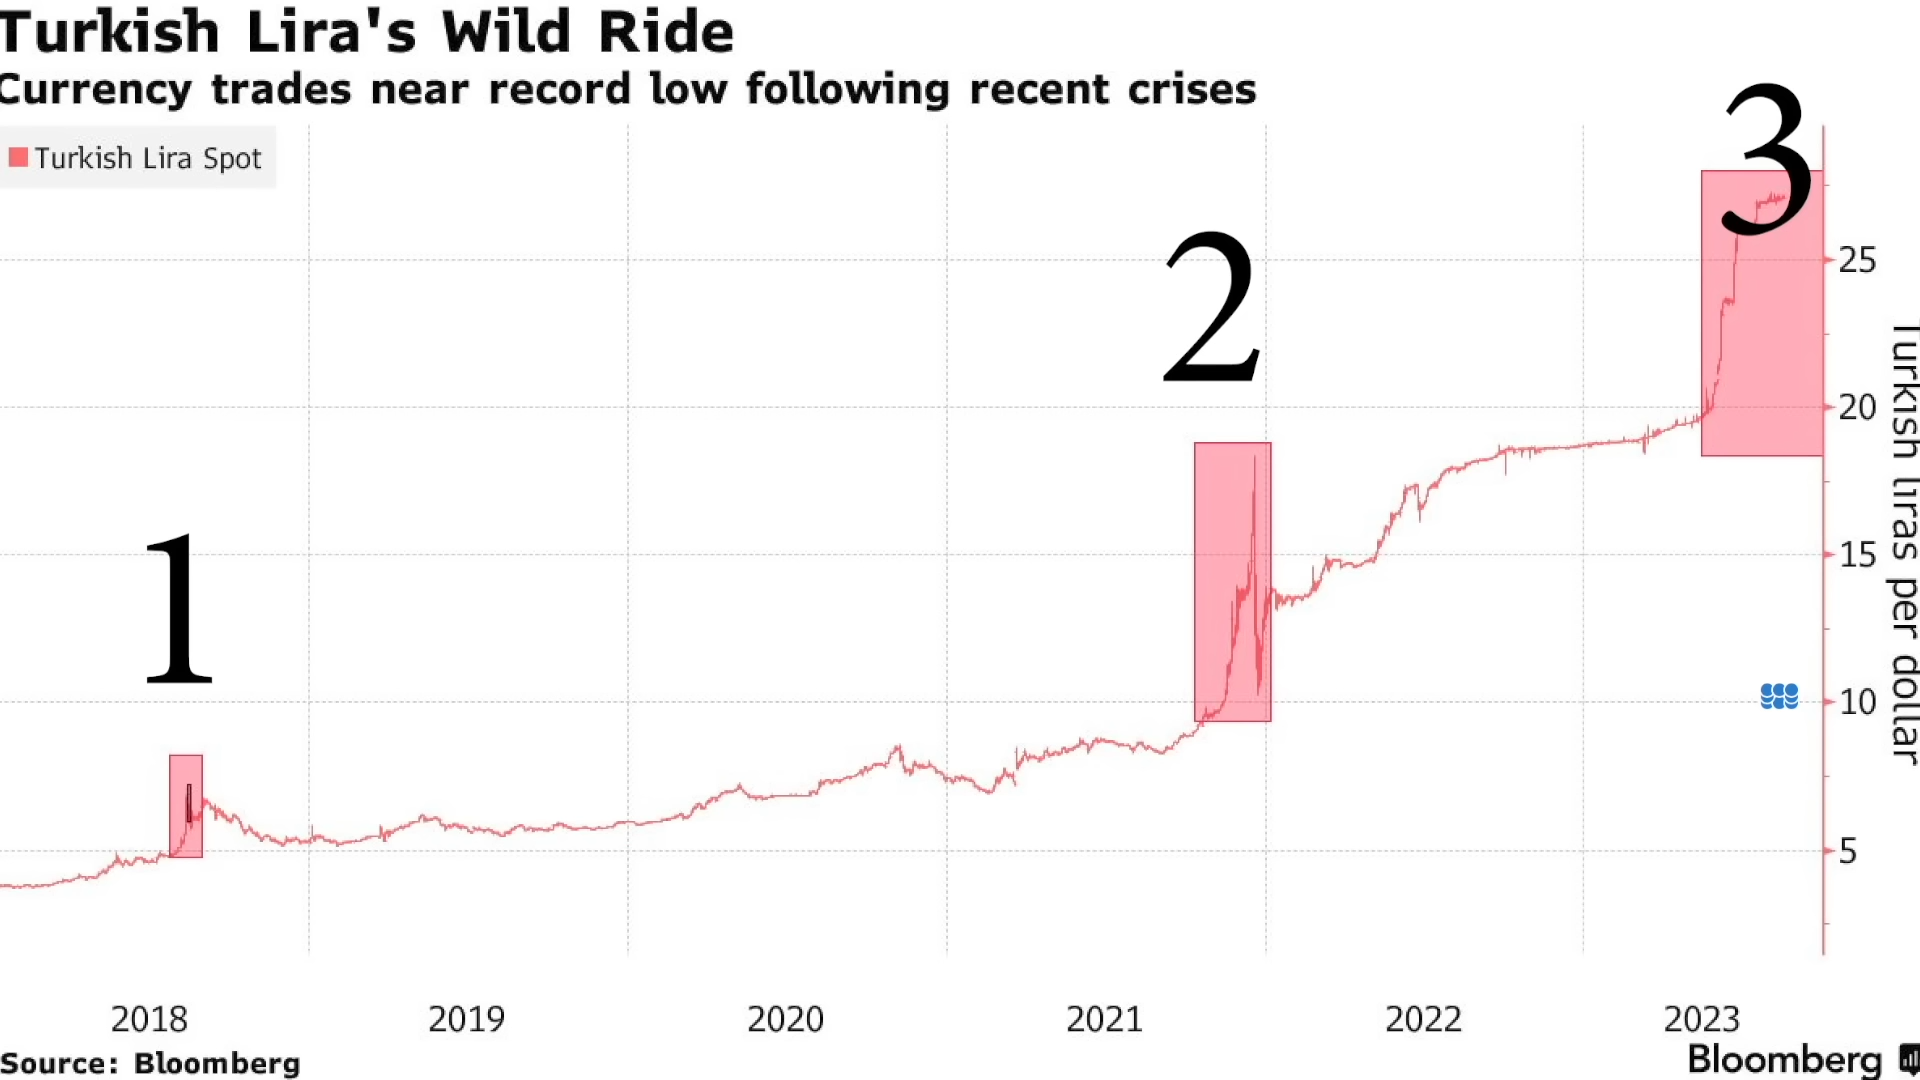 Turkish Lira's Wild Ride
Currency trades near record low following recent crises
Turkish Lira Spot
1
2
3
25
20
15
10
5
Turkish liras per dollar
2018 2019 2020 2021 2022 2023
Source: Bloomberg
Bloomberg